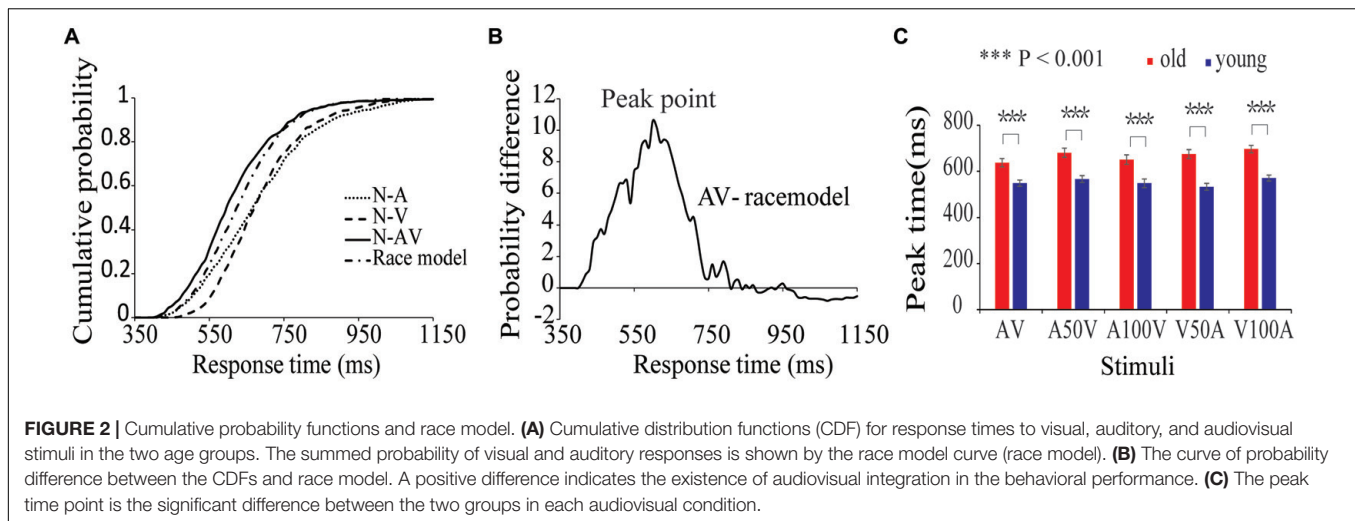 A
Cumulative probability
1
0.8
0.6
0.4
0.2
0
350 550 750 950 1150
Response time (ms)
N-A
N-V
N-AV
Race model
B
Probability difference
12
10
8
6
4
2
0
-2
350 550 750 950 1150
Response time (ms)
Peak point
AV- racemodel
C
*** P < 0.001 old young
Peak time(ms)
800
600
400
200
0
*** *** *** *** ***
AV A50V A100V V50A V100A
Stimuli
FIGURE 2 | Cumulative probability functions and race model. (A) Cumulative distribution functions (CDF) for response times to visual, auditory, and audiovisual
stimuli in the two age groups. The summed probability of visual and auditory responses is shown by the race model curve (race model). (B) The curve of probability
difference between the CDFs and race model. A positive difference indicates the existence of audiovisual integration in the behavioral performance. (C) The peak
time point is the significant difference between the two groups in each audiovisual condition.